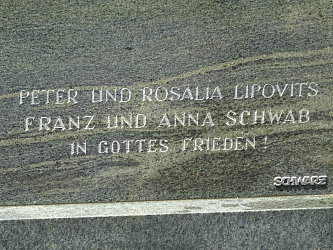 PETER UND ROSALIA LIPOVITS
FRANZ UND ANNA SCHWAB
IN GOTTES FRIEDEN!
SCHWARZ